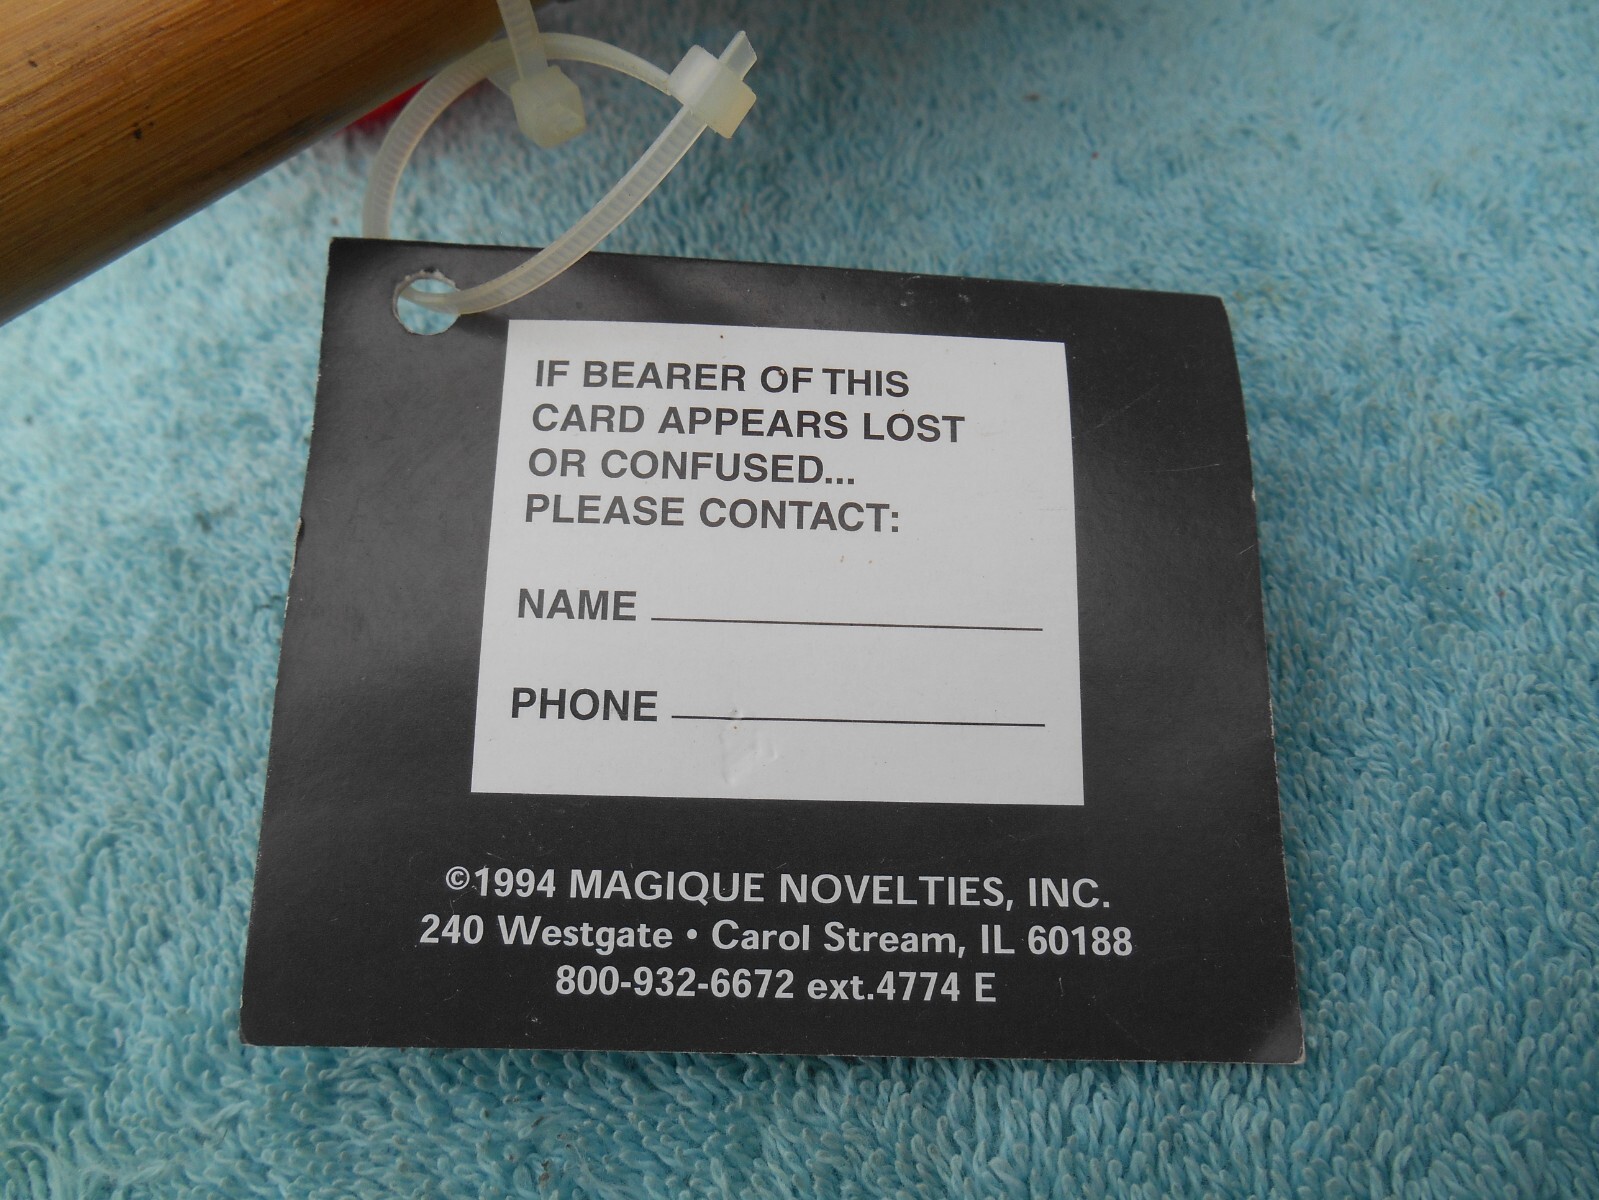 IF BEARER OF THIS
CARD APPEARS LOST
OR CONFUSED...
PLEASE CONTACT:
NAME
PHONE
©1994 MAGIQUE NOVELTIES, INC.
240 Westgate • Carol Stream, IL 60188
800-932-6672 ext.4774 E